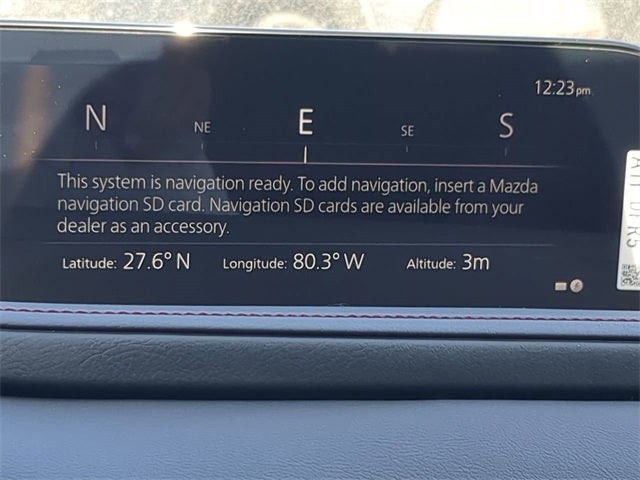 12:23pm
N NE E SE S
This system is navigation ready. To add navigation, insert a Mazda
navigation SD card. Navigation SD cards are available from your
dealer as an accessory.
Latitude: 27.6° N Longitude: 80.3° W Altitude: 3m